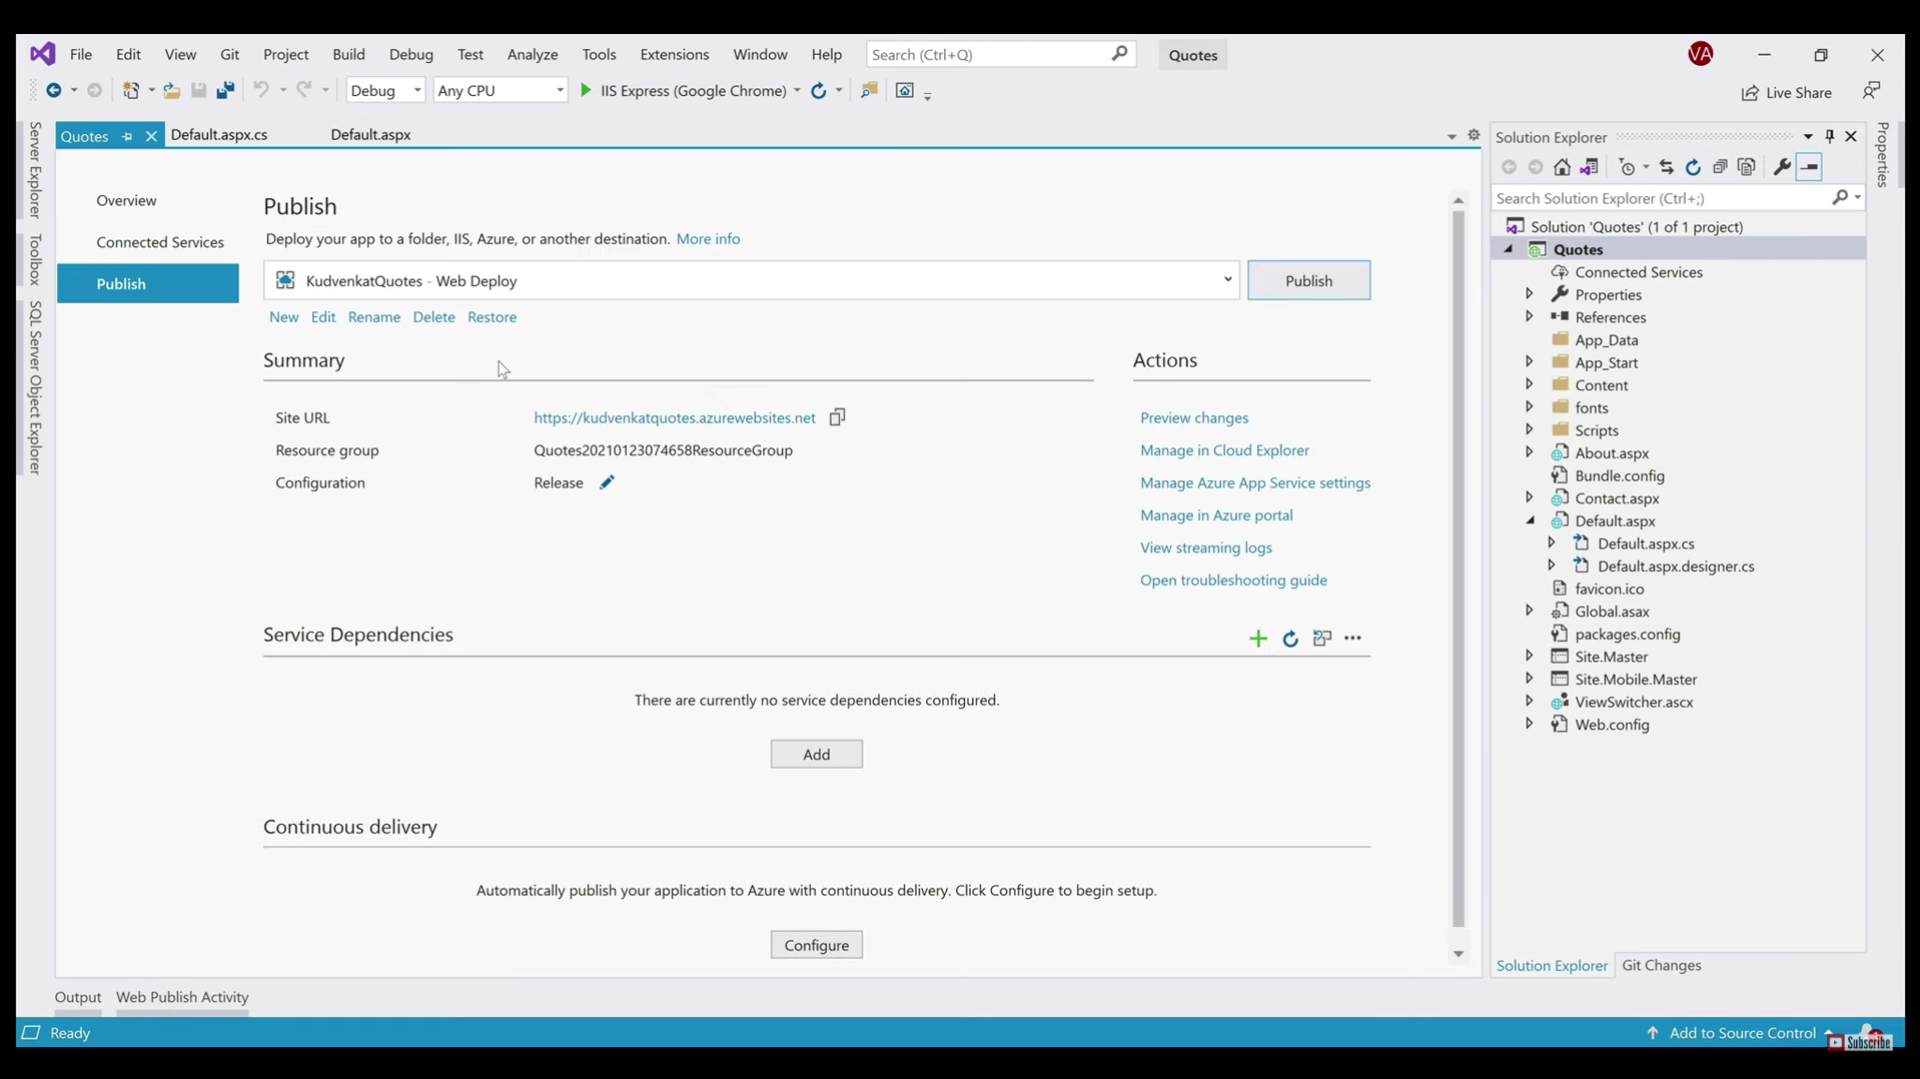 File Edit View Git Project Build Debug Test Analyze Tools Extensions Window Help Search (Ctrl+Q) Quotes VA
Debug Any CPU IIS Express (Google Chrome) Live Share
Server Explorer
Toolbox
SQL Server Object Explorer
Quotes Default.aspx.cs Default.aspx
Overview
Connected Services
Publish
Publish
Deploy your app to a folder, IIS, Azure, or another destination. More info
KudvenkatQuotes - Web Deploy Publish
New Edit Rename Delete Restore
Summary
Site URL https://kudvenkatquotes.azurewebsites.net
Resource group Quotes20210123074658ResourceGroup
Configuration Release
Actions
Preview changes
Manage in Cloud Explorer
Manage Azure App Service settings
Manage in Azure portal
View streaming logs
Open troubleshooting guide
Service Dependencies
There are currently no service dependencies configured.
Add
Continuous delivery
Automatically publish your application to Azure with continuous delivery. Click Configure to begin setup.
Configure
Solution Explorer
Search Solution Explorer (Ctrl+;)
Solution 'Quotes' (1 of 1 project)
Quotes
Connected Services
Properties
References
App_Data
App_Start
Content
fonts
Scripts
About.aspx
Bundle.config
Contact.aspx
Default.aspx
Default.aspx.cs
Default.aspx.designer.cs
favicon.ico
Global.asax
packages.config
Site.Master
Site.Mobile.Master
ViewSwitcher.ascx
Web.config
Solution Explorer Git Changes
Properties
Output Web Publish Activity
Ready Add to Source Control
Subscribe